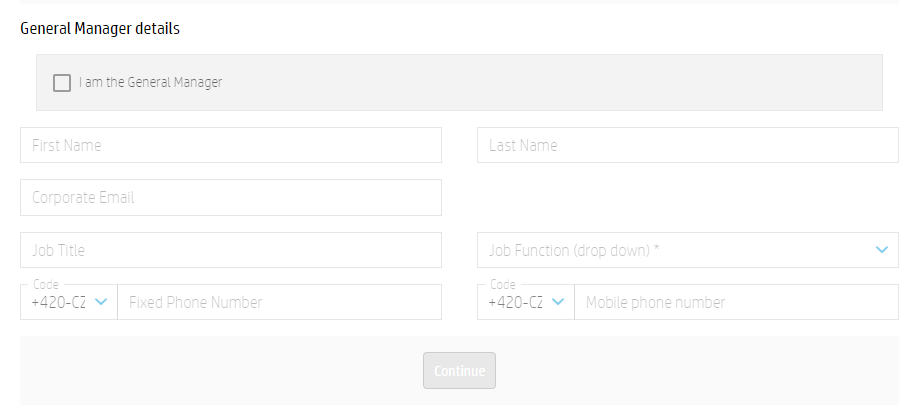 General Manager details
I am the General Manager
First Name
Last Name
Corporate Email
Job Title
Job Function (drop down) *
Code
+420-CZ
Fixed Phone Number
Code
+420-CZ
Mobile phone number
Continue